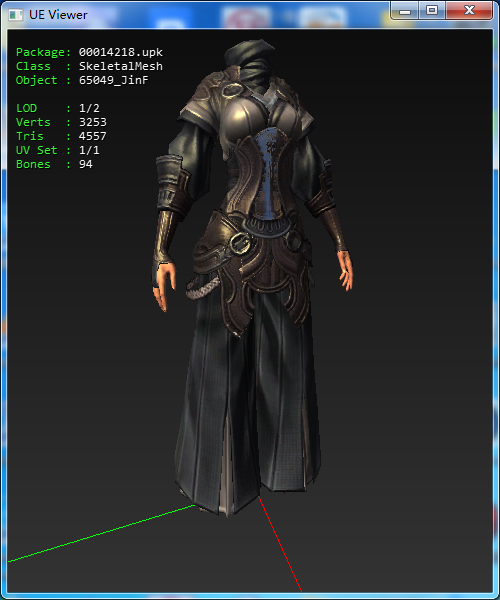 UE Viewer
Package: 00014218.upk
Class : SkeletalMesh
Object : 65049_JinF
LOD : 1/2
Verts : 3253
Tris : 4557
UV Set : 1/1
Bones : 94